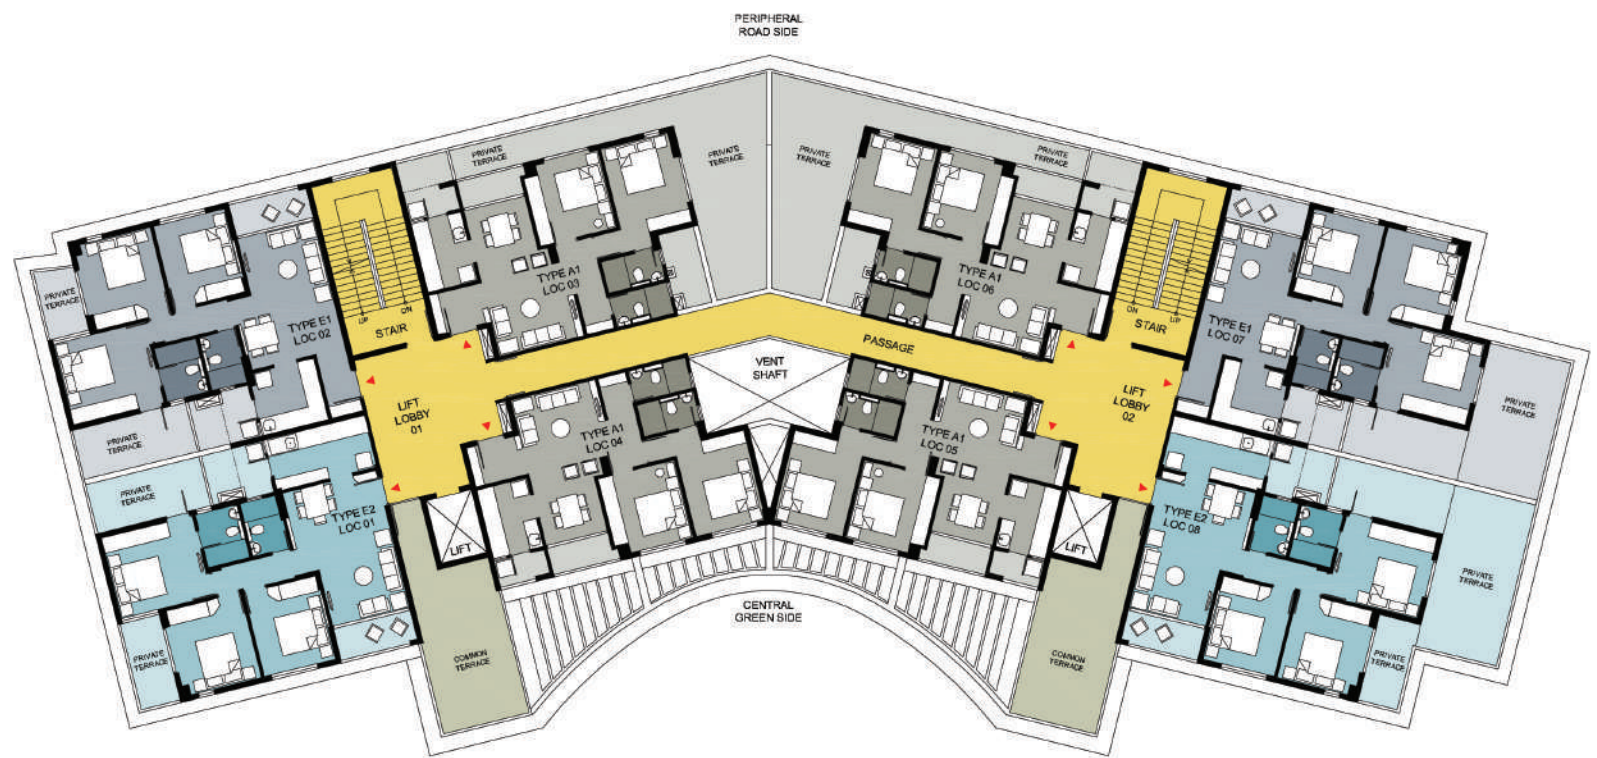 PERIPHERAL
ROAD SIDE
PRIVATE
TERRACE
PRIVATE
TERRACE
PRIVATE
TERRACE
PRIVATE
TERRACE
PRIVATE
TERRACE
TYPE E1
LOC 02
UP
DN
STAIR
TYPE A1
LOC 03
TYPE A1
LOC 06
DN
UP
STAIR
TYPE E1
LOC 07
PASSAGE
VENT
SHAFT
LIFT
LOBBY
01
LIFT
LOBBY
02
PRIVATE
TERRACE
TYPE A1
LOC 04
TYPE A1
LOC 05
PRIVATE
TERRACE
PRIVATE
TERRACE
TYPE E2
LOC 01
LIFT
LIFT
TYPE E2
LOC 08
PRIVATE
TERRACE
CENTRAL
GREEN SIDE
PRIVATE
TERRACE
COMMON
TERRACE
COMMON
TERRACE
PRIVATE
TERRACE